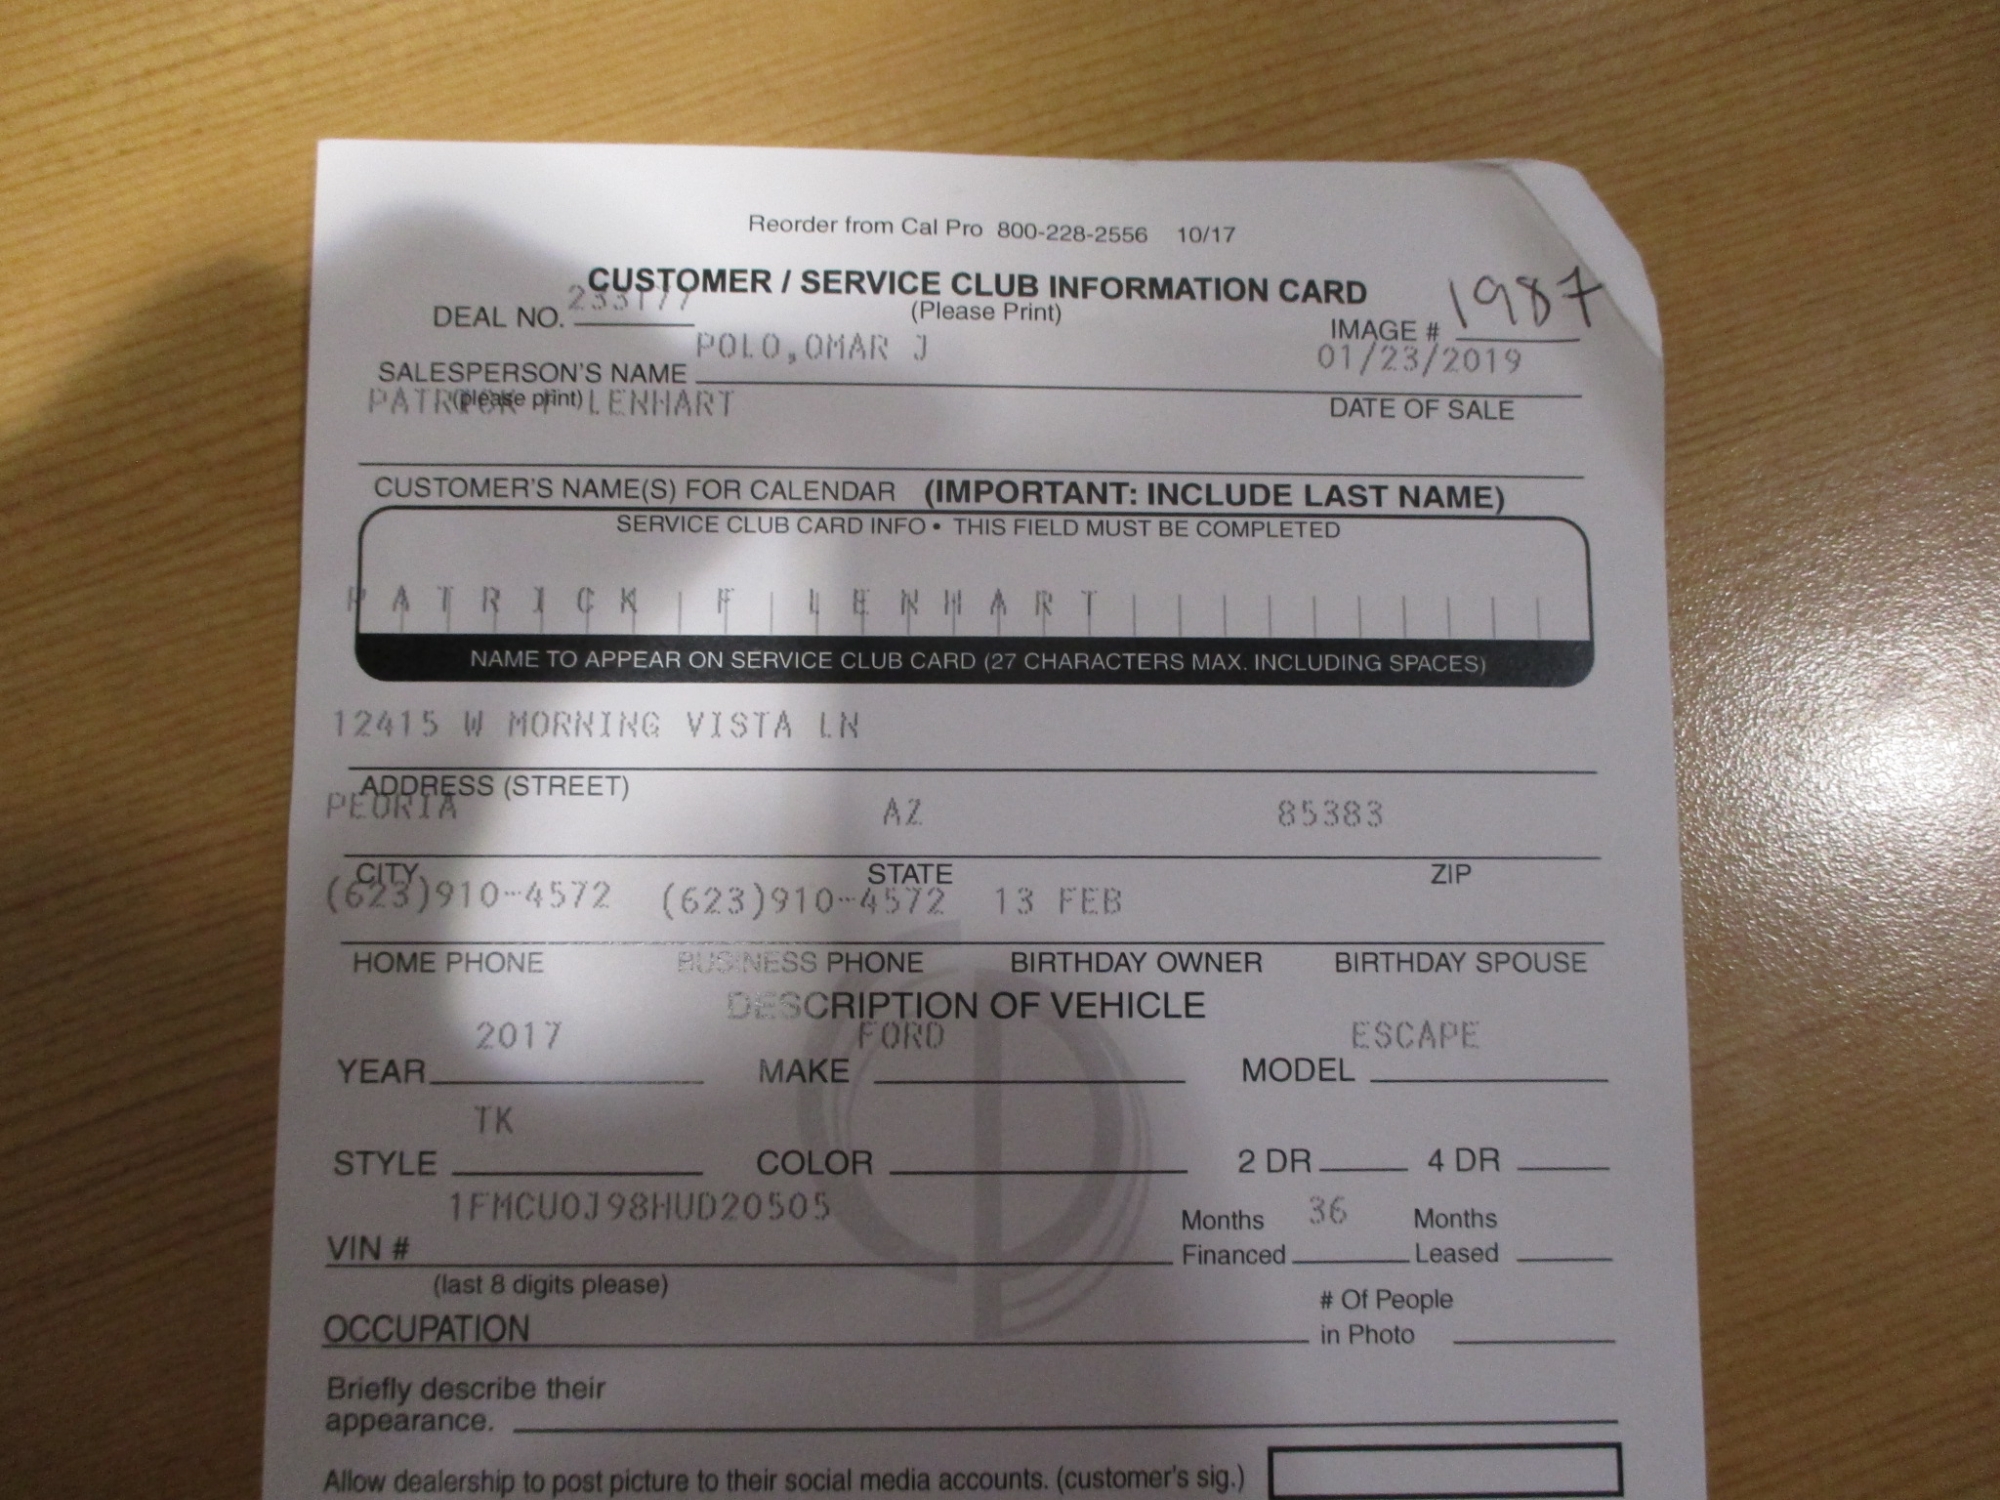 Reorder from Cal Pro 800-228-2556 10/17
CUSTOMER / SERVICE CLUB INFORMATION CARD
DEAL NO. 233177 (Please Print) IMAGE # 1987
SALESPERSON'S NAME POLO,OMAR J 01/23/2019
(please print) DATE OF SALE
PATRICK F LENHART
CUSTOMER'S NAME(S) FOR CALENDAR (IMPORTANT: INCLUDE LAST NAME)
SERVICE CLUB CARD INFO • THIS FIELD MUST BE COMPLETED
PATRICK F LENHART
NAME TO APPEAR ON SERVICE CLUB CARD (27 CHARACTERS MAX. INCLUDING SPACES)
12415 W MORNING VISTA LN
ADDRESS (STREET)
PEORIA AZ 85383
CITY STATE ZIP
(623)910-4572 (623)910-4572 13 FEB
HOME PHONE BUSINESS PHONE BIRTHDAY OWNER BIRTHDAY SPOUSE
DESCRIPTION OF VEHICLE
2017 FORD ESCAPE
YEAR MAKE MODEL
TK
STYLE COLOR 2 DR 4 DR
1FMCU0J98HUD20505 Months 36 Months
VIN # Financed Leased
(last 8 digits please)
# Of People
OCCUPATION in Photo
Briefly describe their
appearance.
Allow dealership to post picture to their social media accounts. (customer's sig.)